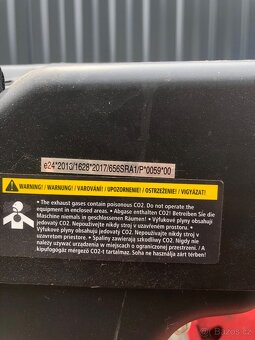 e24*2013/1628*2017/656SRA1/P*0059*00
WARNING! / WARNUNG! / VAROVÁNÍ / UPOZORNENIE! / OSTRZEŻENIE! / VIGYÁZAT!
• The exhaust gases contain poisonous CO2. Do not operate the
equipment in enclosed areas. • Abgase enthalten CO2! Betreiben Sie die
Maschine niemals in geschlossenen Räumen! • Výfukové plyny obsahují
jedovatý CO2. Nepoužívejte nikdy stroj v uzavřeném prostoru. •
Výfukové plyny obsahujú jedovatý CO2. Nepoužívajte nikdy stroj v
uzavretom priestore. • Spaliny zawierają szkodliwy CO2. Nigdy nie
należy używać urządzenia w miejscach o ograniczonej przestrzeni. / A
kipufogógáz mérgező CO2-t tartalmaz. Soha ne használja zárt térben!
Bazos.cz